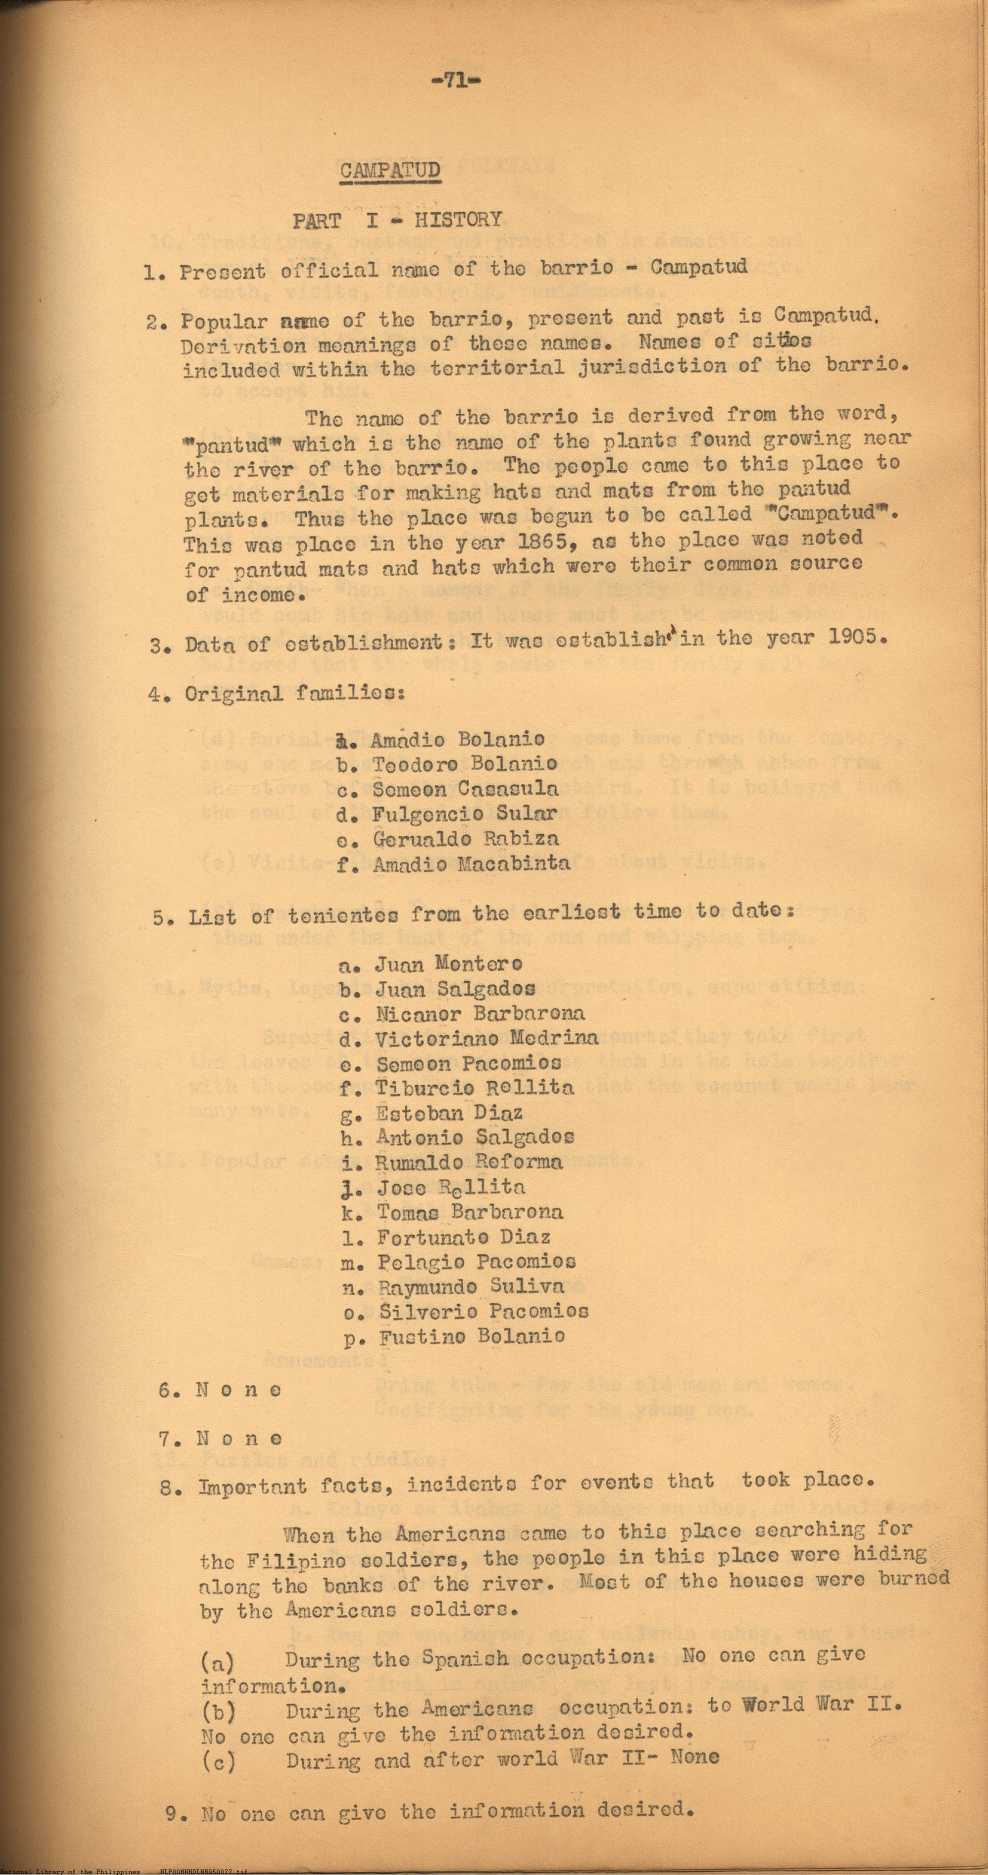 -71-
CAMPATUD
PART I - HISTORY
1. Present official name of the barrio - Campatud
2. Popular name of the barrio, present and past is Campatud.
Derivation meanings of these names. Names of sitios
included within the territorial jurisdiction of the barrio.
The name of the barrio is derived from the word,
"pantud" which is the name of the plants found growing near
the river of the barrio. The people came to this place to
get materials for making hats and mats from the pantud
plants. Thus the place was begun to be called "Campatud".
This was place in the year 1865, as the place was noted
for pantud mats and hats which were their common source
of income.
3. Data of establishment: It was establish in the year 1905.
4. Original families:
a. Amadio Bolanio
b. Teodoro Bolanio
c. Semeon Casasula
d. Fulgencio Sular
e. Gerualdo Rabiza
f. Amadio Macabinta
5. List of tenientes from the earliest time to date:
a. Juan Montero
b. Juan Salgados
c. Nicanor Barbarona
d. Victoriano Medrina
e. Semeon Pacomios
f. Tiburcio Rellita
g. Esteban Diaz
h. Antonio Salgados
i. Rumaldo Reforma
j. Jose Rellita
k. Tomas Barbarona
l. Fortunato Diaz
m. Pelagio Pacomios
n. Raymundo Suliva
o. Silverio Pacomios
p. Fustino Bolanio
6. N o n e
7. N o n e
8. Important facts, incidents for events that took place.
When the Americans came to this place searching for
the Filipino soldiers, the people in this place were hiding
along the banks of the river. Most of the houses were burned
by the Americans soldiers.
(a) During the Spanish occupation: No one can give
information.
(b) During the Americans occupation: to World War II.
No one can give the information desired.
(c) During and after world War II- None
9. No one can give the information desired.
National Library of the Philippines